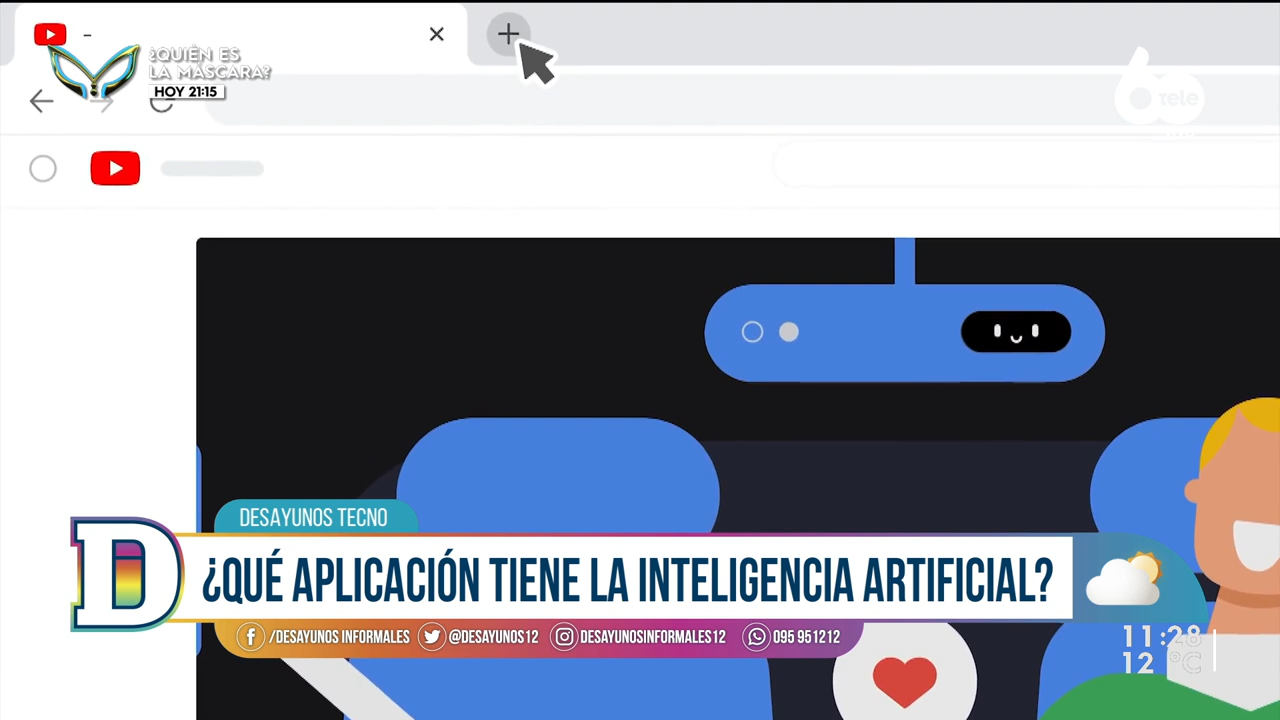 ¿QUIÉN ES
LA MÁSCARA?
HOY 21:15
Tele
DESAYUNOS TECNO
D
¿QUÉ APLICACIÓN TIENE LA INTELIGENCIA ARTIFICIAL?
/DESAYUNOS INFORMALES @DESAYUNOS12 DESAYUNOSINFORMALES12 095 951212
11:28
12 °C